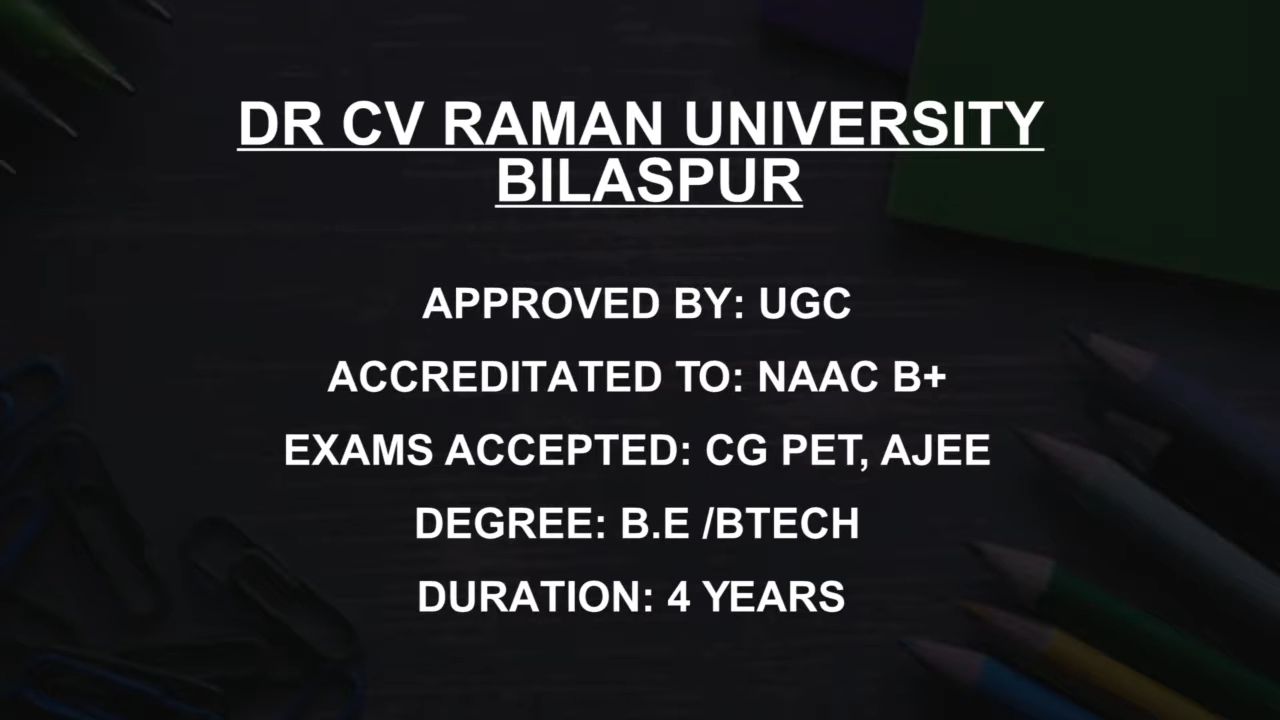 DR CV RAMAN UNIVERSITY
BILASPUR
APPROVED BY: UGC
ACCREDITATED TO: NAAC B+
EXAMS ACCEPTED: CG PET, AJEE
DEGREE: B.E /BTECH
DURATION: 4 YEARS